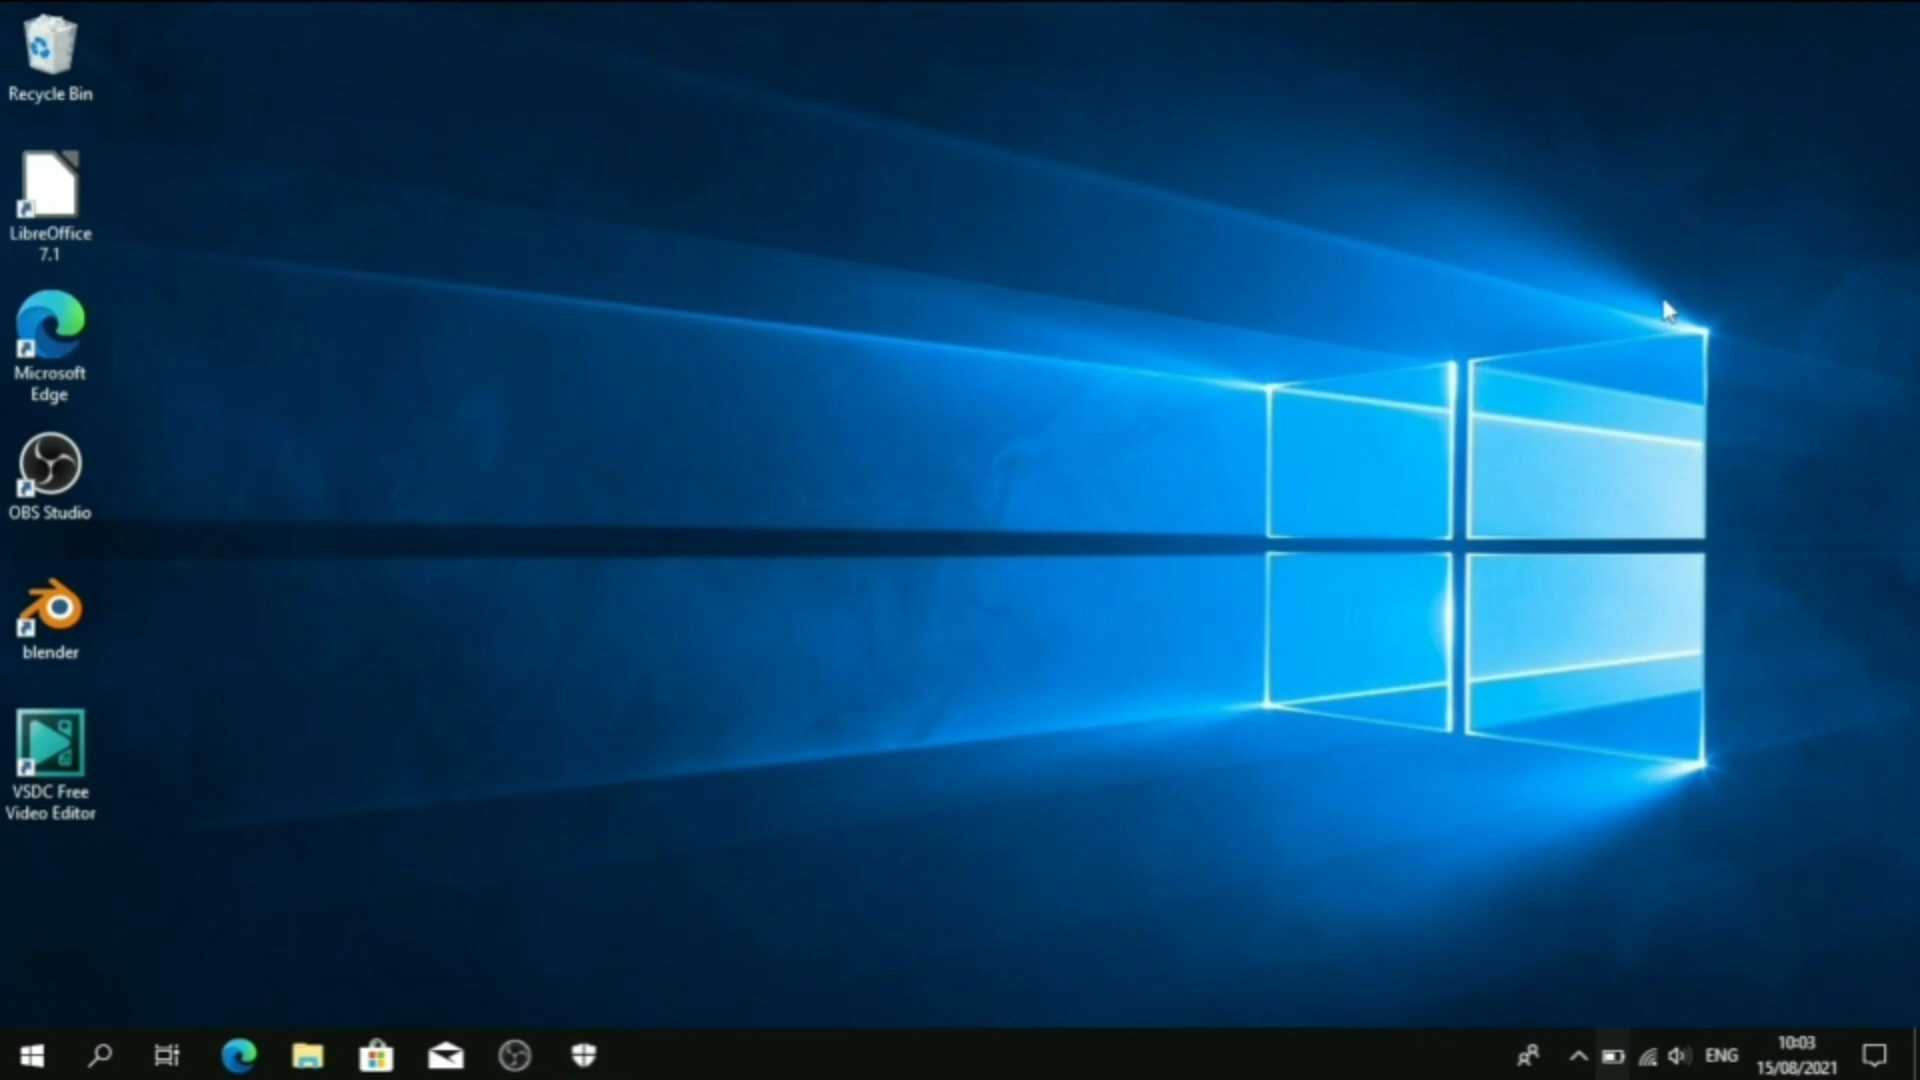 Recycle Bin
LibreOffice
7.1
Microsoft
Edge
OBS Studio
blender
VSDC Free
Video Editor
ENG
10:03
15/08/2021